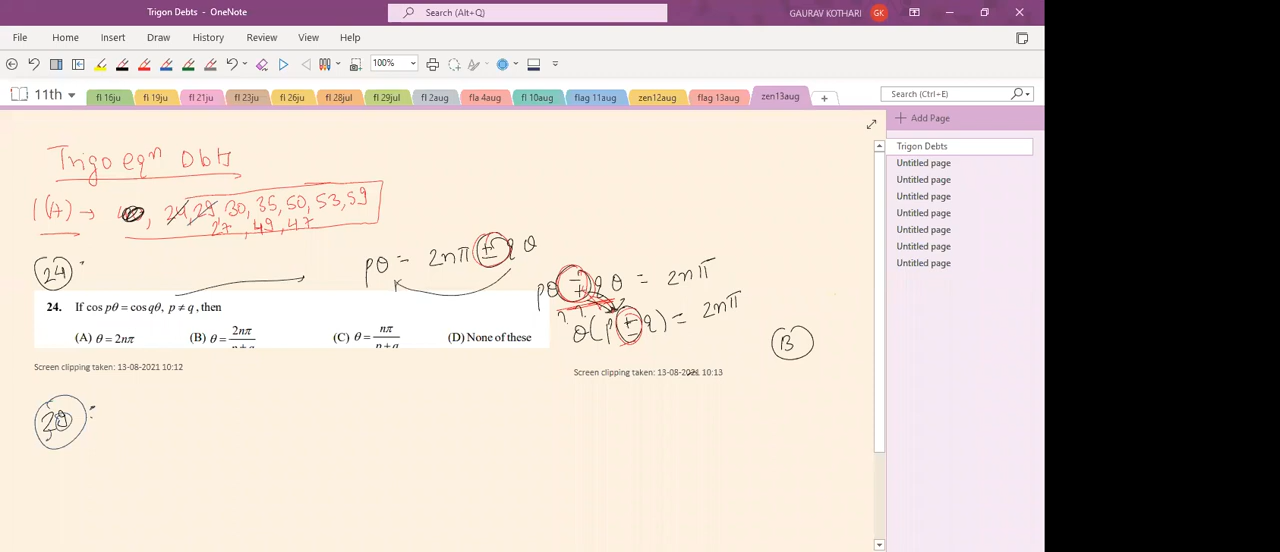 Trigon Debts - OneNote
Search (Alt+Q)
GAURAV KOTHARI GK
File Home Insert Draw History Review View Help
100%
11th
fl 16ju fl 19ju fl 21ju fl 23ju fl 26ju fl 28jul fl 29jul fl 2aug fla 4aug fl 10aug flag 11aug zen12aug flag 13aug zen13aug
Search (Ctrl+E)
Add Page
Trigon Debts
Untitled page
Untitled page
Untitled page
Untitled page
Untitled page
Untitled page
Untitled page
Trigo eqⁿ Dbts
1(A) → 24, 29, 30, 35, 50, 53, 59
27, 49, 47
24 :
pθ = 2nπ ± qθ
pθ ∓ qθ = 2nπ
θ(p ± q) = 2nπ
B
24. If cos pθ = cos qθ, p ≠ q, then
(A) θ = 2nπ (B) θ = 2nπ/p±q (C) θ = nπ/p+q (D) None of these
Screen clipping taken: 13-08-2021 10:12
Screen clipping taken: 13-08-2021 10:13